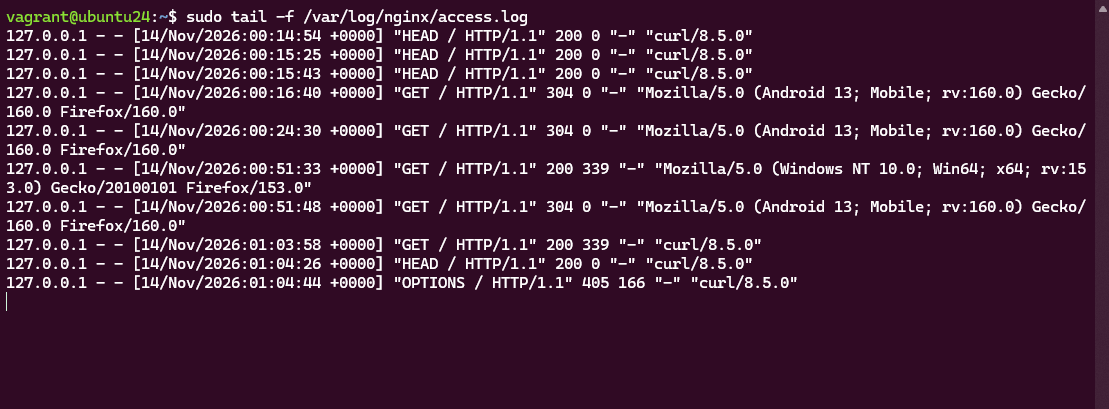 vagrant@ubuntu24:~$ sudo tail -f /var/log/nginx/access.log
127.0.0.1 - - [14/Nov/2026:00:14:54 +0000] "HEAD / HTTP/1.1" 200 0 "-" "curl/8.5.0"
127.0.0.1 - - [14/Nov/2026:00:15:25 +0000] "HEAD / HTTP/1.1" 200 0 "-" "curl/8.5.0"
127.0.0.1 - - [14/Nov/2026:00:15:43 +0000] "HEAD / HTTP/1.1" 200 0 "-" "curl/8.5.0"
127.0.0.1 - - [14/Nov/2026:00:16:40 +0000] "GET / HTTP/1.1" 304 0 "-" "Mozilla/5.0 (Android 13; Mobile; rv:160.0) Gecko/
160.0 Firefox/160.0"
127.0.0.1 - - [14/Nov/2026:00:24:30 +0000] "GET / HTTP/1.1" 304 0 "-" "Mozilla/5.0 (Android 13; Mobile; rv:160.0) Gecko/
160.0 Firefox/160.0"
127.0.0.1 - - [14/Nov/2026:00:51:33 +0000] "GET / HTTP/1.1" 200 339 "-" "Mozilla/5.0 (Windows NT 10.0; Win64; x64; rv:15
3.0) Gecko/20100101 Firefox/153.0"
127.0.0.1 - - [14/Nov/2026:00:51:48 +0000] "GET / HTTP/1.1" 304 0 "-" "Mozilla/5.0 (Android 13; Mobile; rv:160.0) Gecko/
160.0 Firefox/160.0"
127.0.0.1 - - [14/Nov/2026:01:03:58 +0000] "GET / HTTP/1.1" 200 339 "-" "curl/8.5.0"
127.0.0.1 - - [14/Nov/2026:01:04:26 +0000] "HEAD / HTTP/1.1" 200 0 "-" "curl/8.5.0"
127.0.0.1 - - [14/Nov/2026:01:04:44 +0000] "OPTIONS / HTTP/1.1" 405 166 "-" "curl/8.5.0"